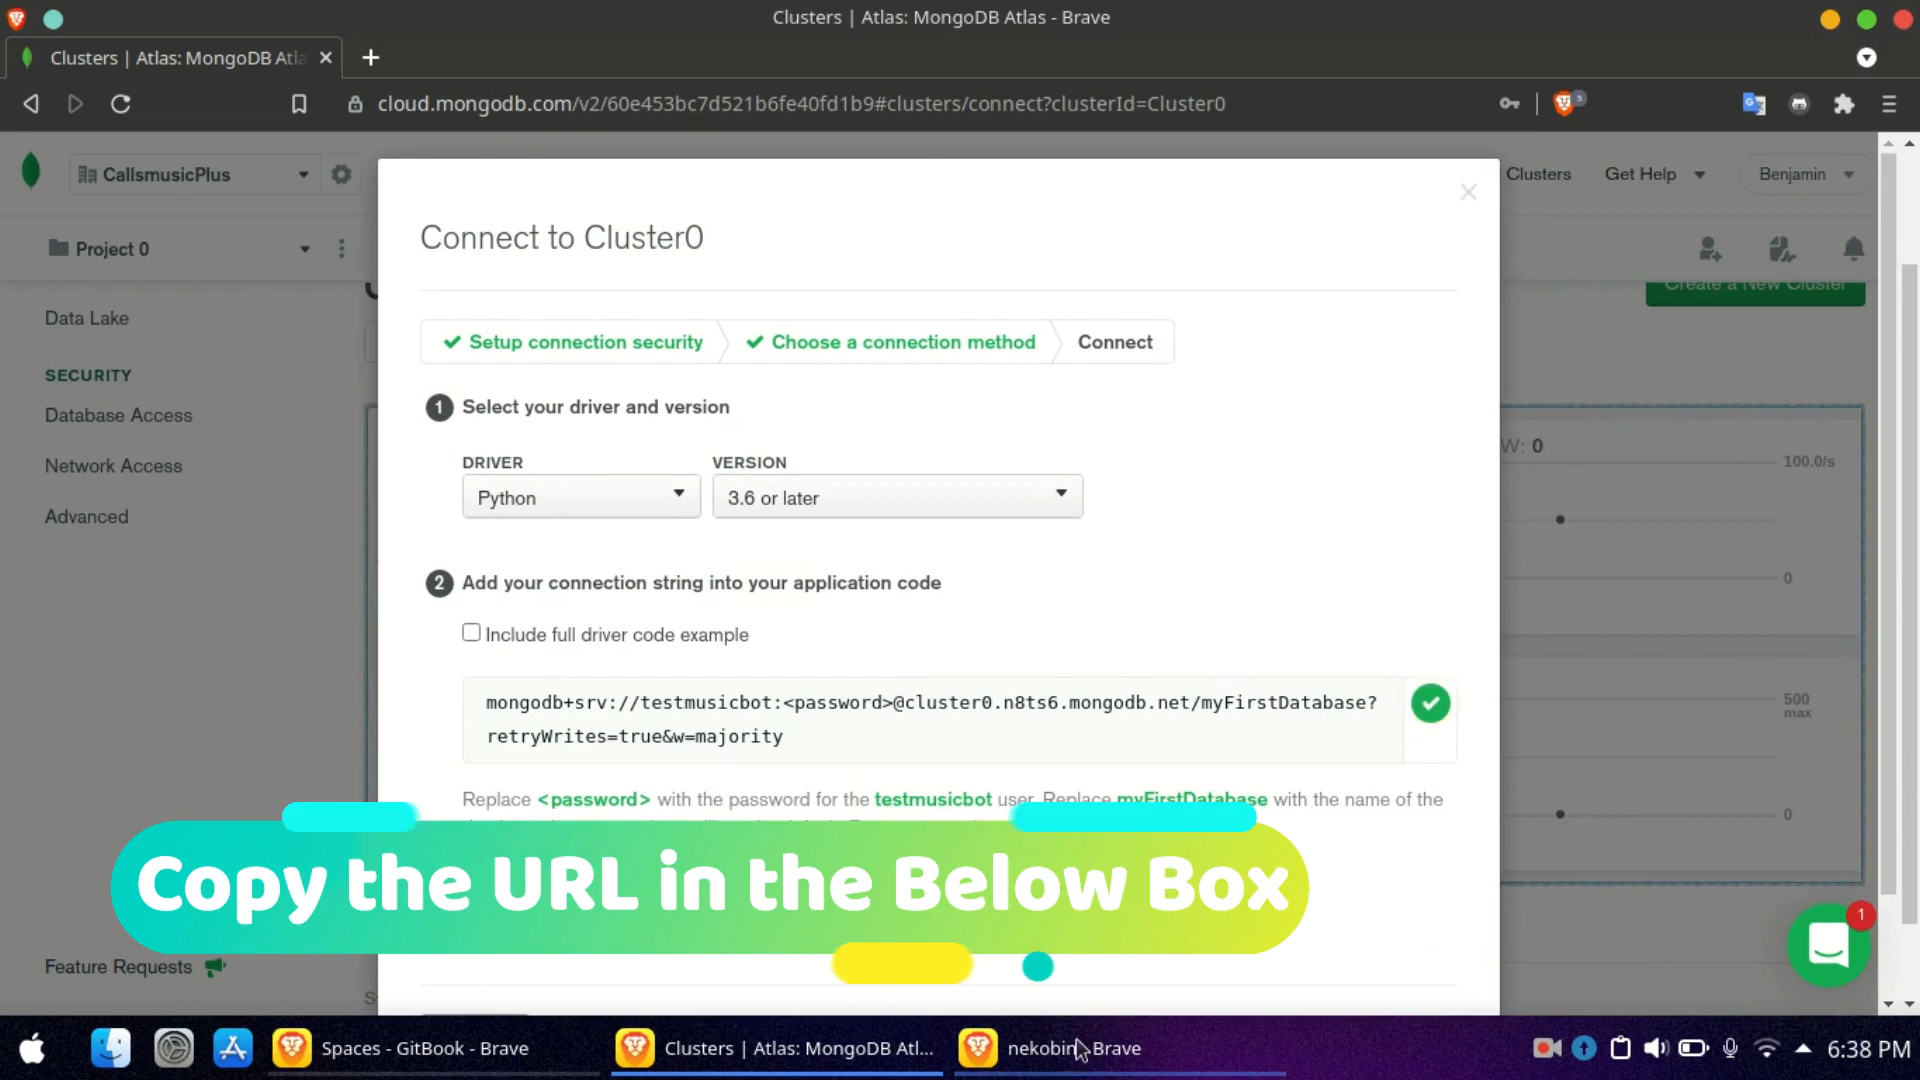 Clusters | Atlas: MongoDB Atlas - Brave
Clusters | Atlas: MongoDB Atla
cloud.mongodb.com/v2/60e453bc7d521b6fe40fd1b9#clusters/connect?clusterId=Cluster0
5
CallsmusicPlus
Clusters
Get Help
Benjamin
Project 0
Create a New Cluster
Connect to Cluster0
Data Lake
SECURITY
Database Access
Network Access
Advanced
Setup connection security
Choose a connection method
Connect
1 Select your driver and version
DRIVER
VERSION
Python
3.6 or later
W: 0
100.0/s
0
2 Add your connection string into your application code
Include full driver code example
mongodb+srv://testmusicbot:<password>@cluster0.n8ts6.mongodb.net/myFirstDatabase?
retryWrites=true&w=majority
500
max
0
Replace <password> with the password for the testmusicbot user. Replace myFirstDatabase with the name of the
Copy the URL in the Below Box
Feature Requests
1
Spaces - GitBook - Brave
Clusters | Atlas: MongoDB Atl...
nekobin - Brave
6:38 PM